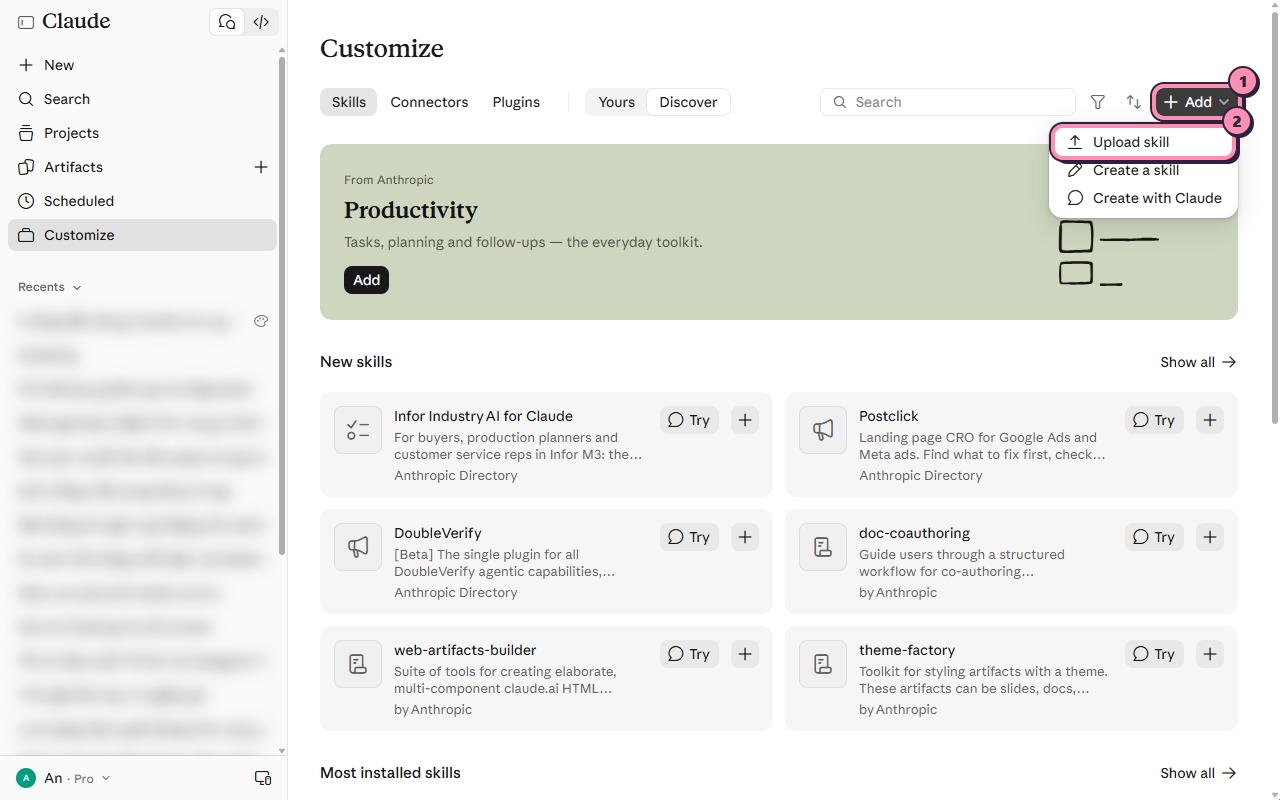 Claude
New
Search
Projects
Artifacts
Scheduled
Customize
Recents
An · Pro
A
Customize
Skills
Connectors
Plugins
Yours
Discover
Search
Add
1
2
Upload skill
Create a skill
Create with Claude
From Anthropic
Productivity
Tasks, planning and follow-ups — the everyday toolkit.
Add
New skills
Show all
Infor Industry AI for Claude
For buyers, production planners and
customer service reps in Infor M3: the…
Anthropic Directory
Try
Postclick
Landing page CRO for Google Ads and
Meta ads. Find what to fix first, check…
Anthropic Directory
Try
DoubleVerify
[Beta] The single plugin for all
DoubleVerify agentic capabilities,…
Anthropic Directory
Try
doc-coauthoring
Guide users through a structured
workflow for co-authoring…
by Anthropic
Try
web-artifacts-builder
Suite of tools for creating elaborate,
multi-component claude.ai HTML…
by Anthropic
Try
theme-factory
Toolkit for styling artifacts with a theme.
These artifacts can be slides, docs,…
by Anthropic
Try
Most installed skills
Show all